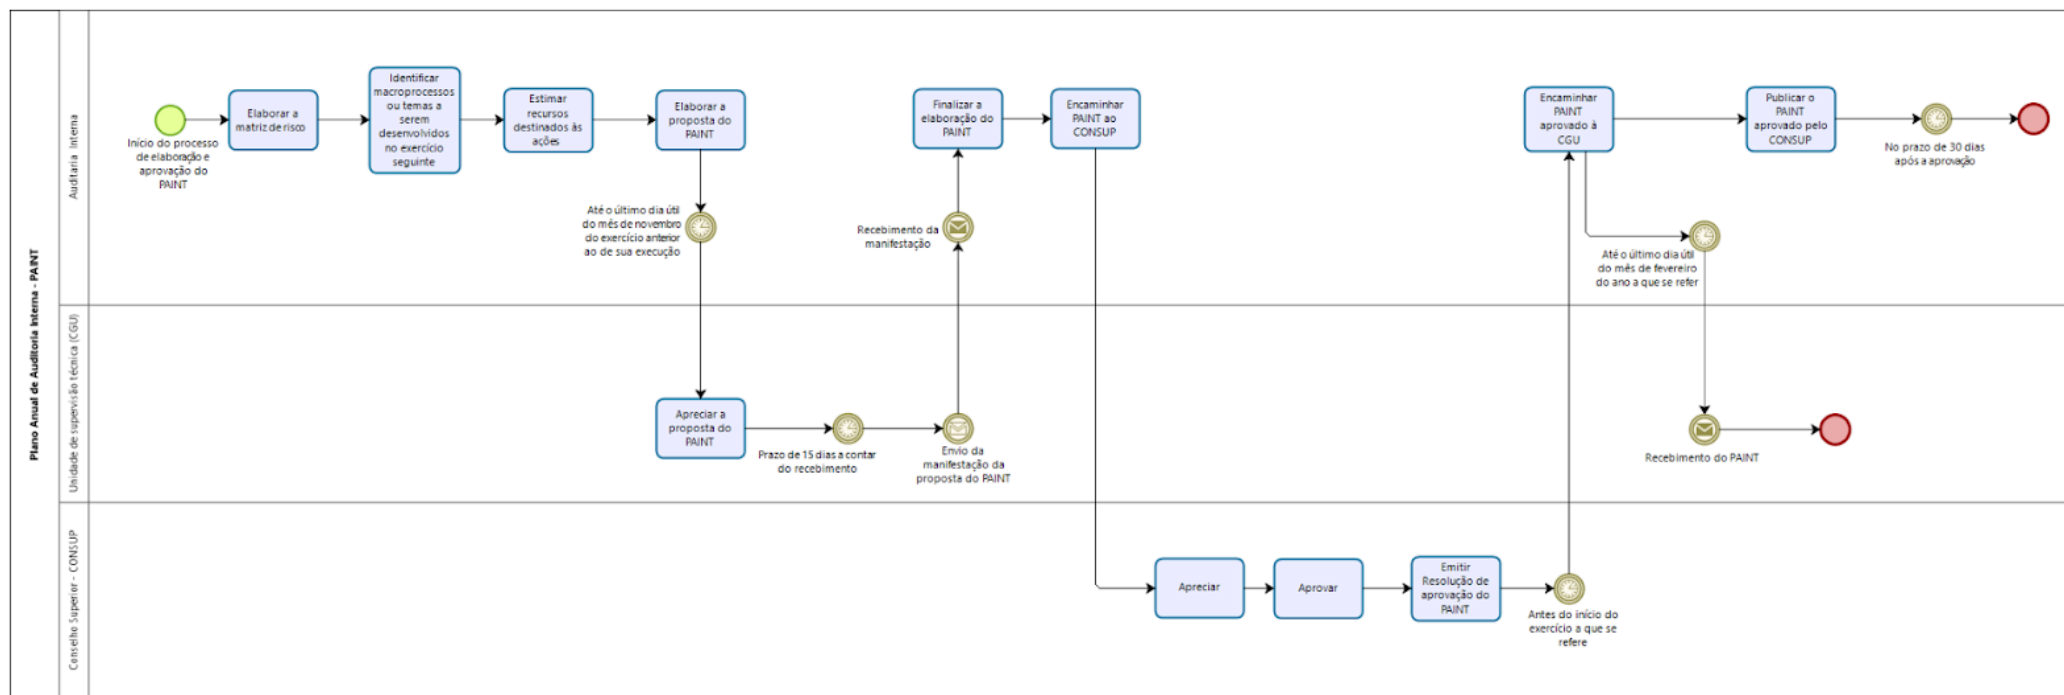 Plano Anual de Auditoria Interna - PAINT
Auditaria Interna
Início do processo
de elaboração e
aprovação do
PAINT
Elaborar a
matriz de risco
Identificar
macroprocessos
ou temas a
serem
desenvolvidos
no exercício
seguinte
Estimar
recursos
destinados às
ações
Elaborar a
proposta do
PAINT
Até o último dia útil
do mês de novembro
do exercício anterior
ao de sua execução
Recebimento da
manifestação
Finalizar a
elaboração do
PAINT
Encaminhar
PAINT ao
CONSUP
Encaminhar
PAINT
aprovado à
CGU
Publicar o
PAINT
aprovado pelo
CONSUP
No prazo de 30 dias
após a aprovação
Até o último dia útil
do mês de fevereiro
do ano a que se refer
Unidade de supervisão técnica (CGU)
Apreciar a
proposta do
PAINT
Prazo de 15 dias a contar
do recebimento
Envio da
manifestação da
proposta do PAINT
Recebimento do PAINT
Conselho Superior - CONSUP
Apreciar
Aprovar
Emitir
Resolução de
aprovação do
PAINT
Antes do início do
exercício a que se
refere